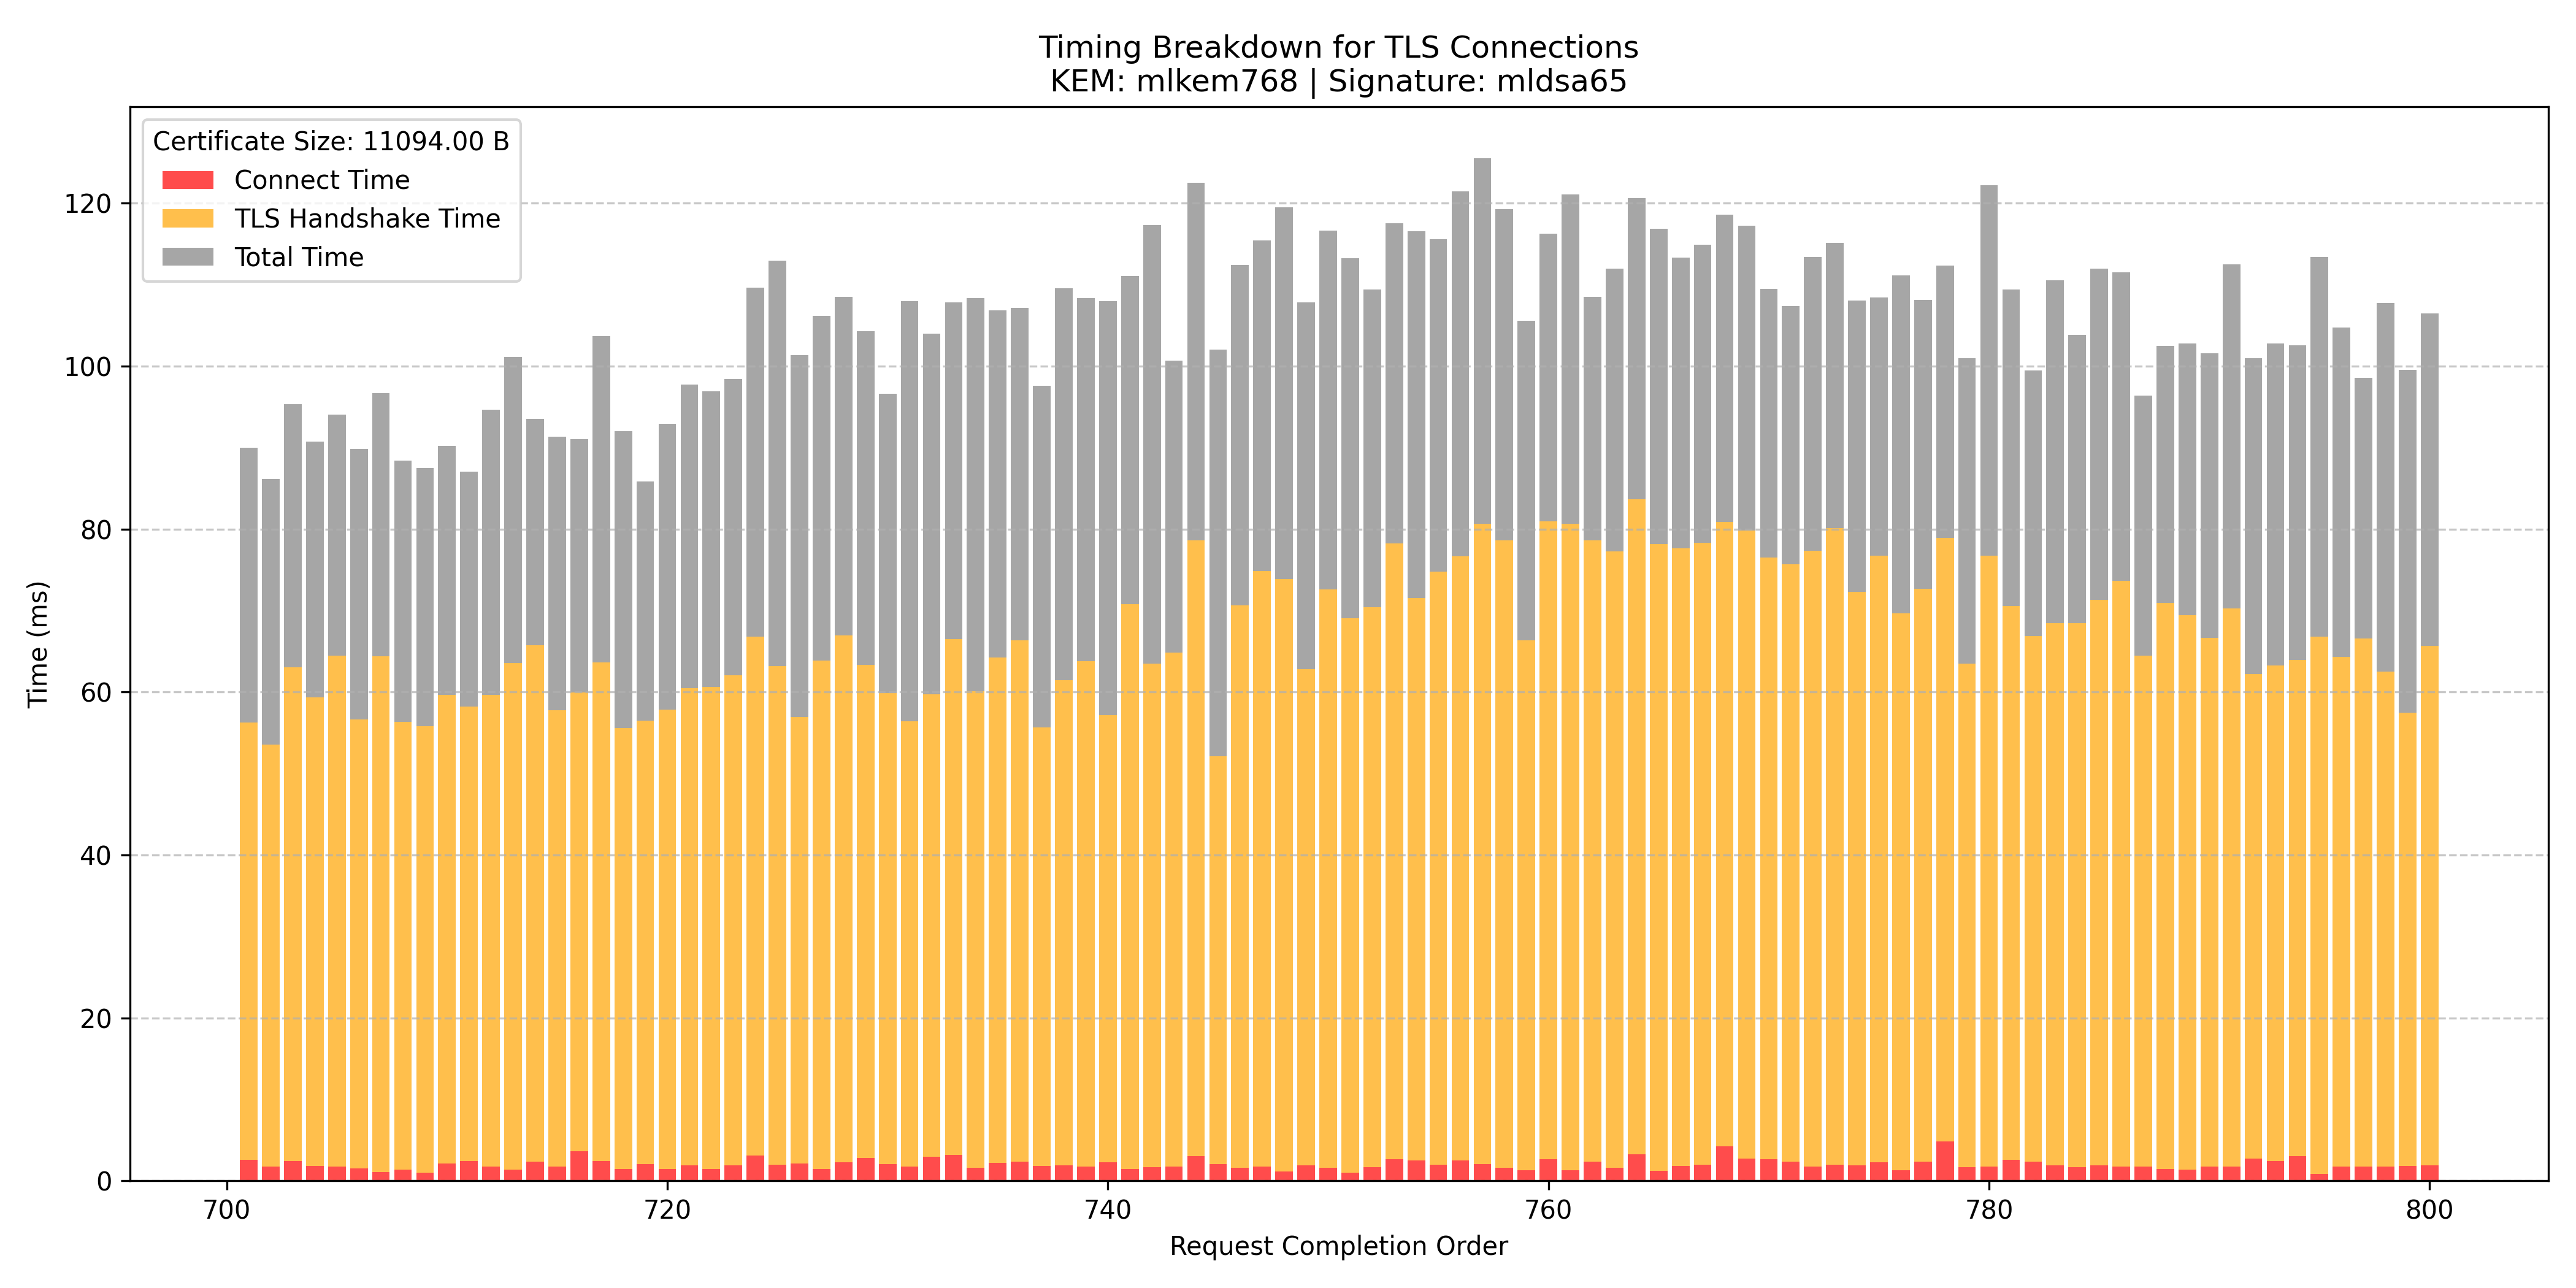 Timing Breakdown for TLS Connections
KEM: mlkem768 | Signature: mldsa65
Certificate Size: 11094.00 B
Connect Time
TLS Handshake Time
Total Time
Time (ms)
120
100
80
60
40
20
0
700 720 740 760 780 800
Request Completion Order